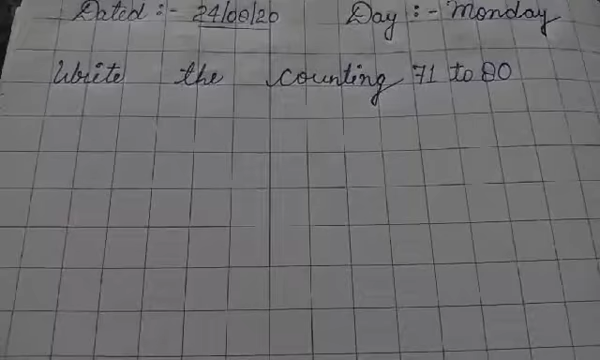 Dated :- 24/08/20 Day :- Monday
Write the counting 71 to 80